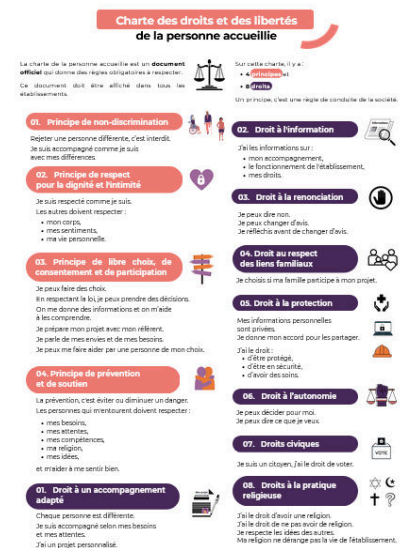 Charte des droits et des libertés
de la personne accueillie
La charte de la personne accueillie est un document
officiel qui donne des règles obligatoires à respecter.
Ce document doit être affiché dans tous les
établissements.
Sur cette charte, il y a :
• 4 principes et
• 8 droits
Un principe, c'est une règle de conduite de la société.
01. Principe de non-discrimination
Rejeter une personne différente, c'est interdit.
Je suis accompagné comme je suis
avec mes différences.
02. Principe de respect
pour la dignité et l'intimité
Je suis respecté comme je suis.
Les autres doivent respecter :
• mon corps,
• mes sentiments,
• ma vie personnelle.
03. Principe de libre choix, de
consentement et de participation
Je peux faire des choix.
En respectant la loi, je peux prendre des décisions.
On me donne des informations et on m'aide
à les comprendre.
Je prépare mon projet avec mon référent.
Je parle de mes envies et de mes besoins.
Je peux me faire aider par une personne de mon choix.
04. Principe de prévention
et de soutien
La prévention, c'est éviter ou diminuer un danger.
Les personnes qui m'entourent doivent respecter :
• mes besoins,
• mes attentes,
• mes compétences,
• ma religion,
• mes idées,
et m'aider à me sentir bien.
01. Droit à un accompagnement
adapté
Chaque personne est différente.
Je suis accompagné selon mes besoins
et mes attentes.
J'ai un projet personnalisé.
02. Droit à l'information
J'ai les informations sur :
• mon accompagnement,
• le fonctionnement de l'établissement,
• mes droits.
03. Droit à la renonciation
Je peux dire non.
Je peux changer d'avis.
Je réfléchis avant de changer d'avis.
04. Droit au respect
des liens familiaux
Je choisis si ma famille participe à mon projet.
05. Droit à la protection
Mes informations personnelles
sont privées.
Je donne mon accord pour les partager.
J'ai le droit :
• d'être protégé,
• d'être en sécurité,
• d'avoir des soins.
06. Droit à l'autonomie
Je peux décider pour moi.
Je peux dire ce que je veux.
07. Droits civiques
Je suis un citoyen, j'ai le droit de voter.
VOTE
08. Droits à la pratique
religieuse
J'ai le droit d'avoir une religion.
J'ai le droit de ne pas avoir de religion.
Je respecte les idées des autres.
Ma religion ne dérange pas la vie de l'établissement.